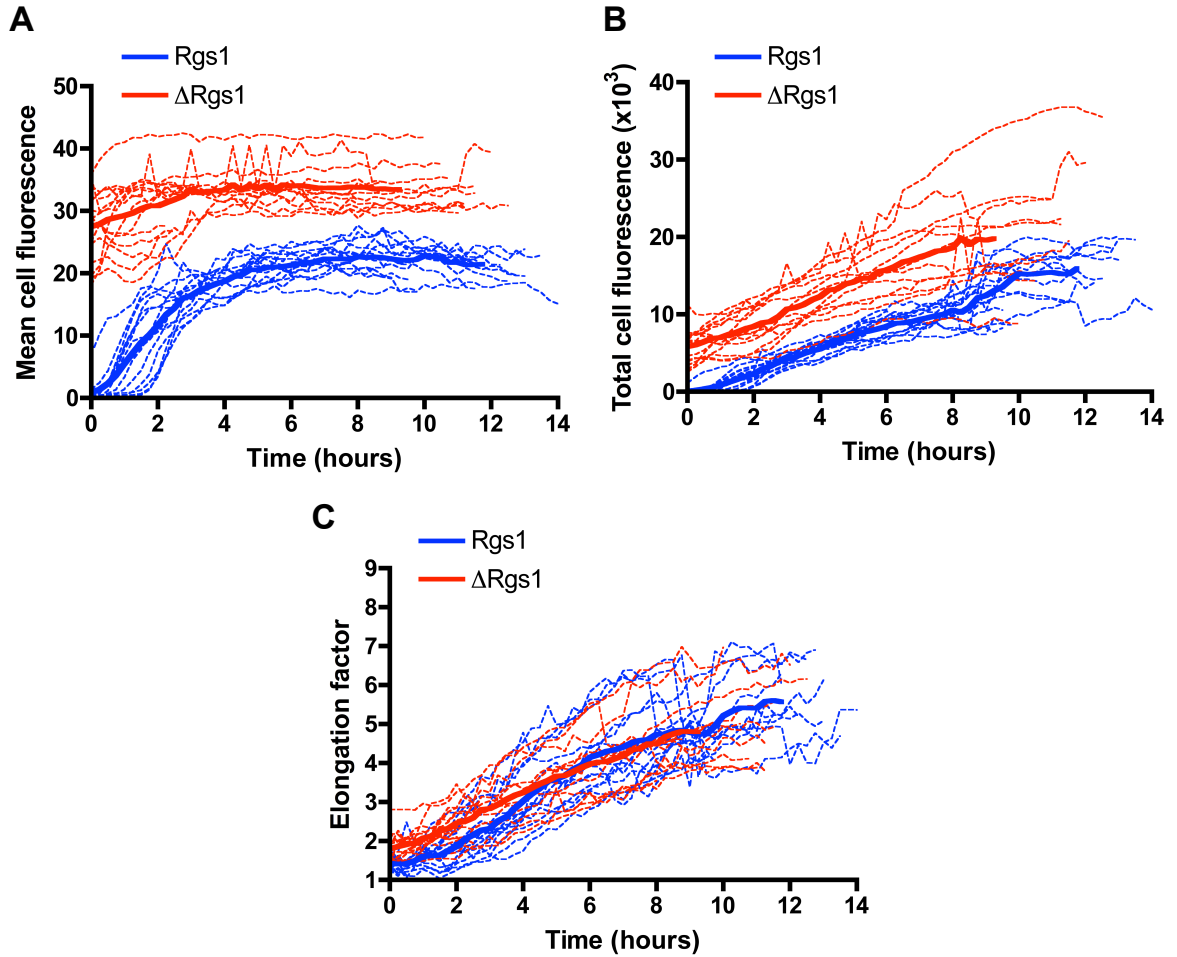 A
Rgs1
ΔRgs1
Mean cell fluorescence
50
40
30
20
10
0
0 2 4 6 8 10 12 14
Time (hours)
B
Rgs1
ΔRgs1
Total cell fluorescence (x10³)
40
30
20
10
0
0 2 4 6 8 10 12 14
Time (hours)
C
Rgs1
ΔRgs1
Elongation factor
9
8
7
6
5
4
3
2
1
0 2 4 6 8 10 12 14
Time (hours)